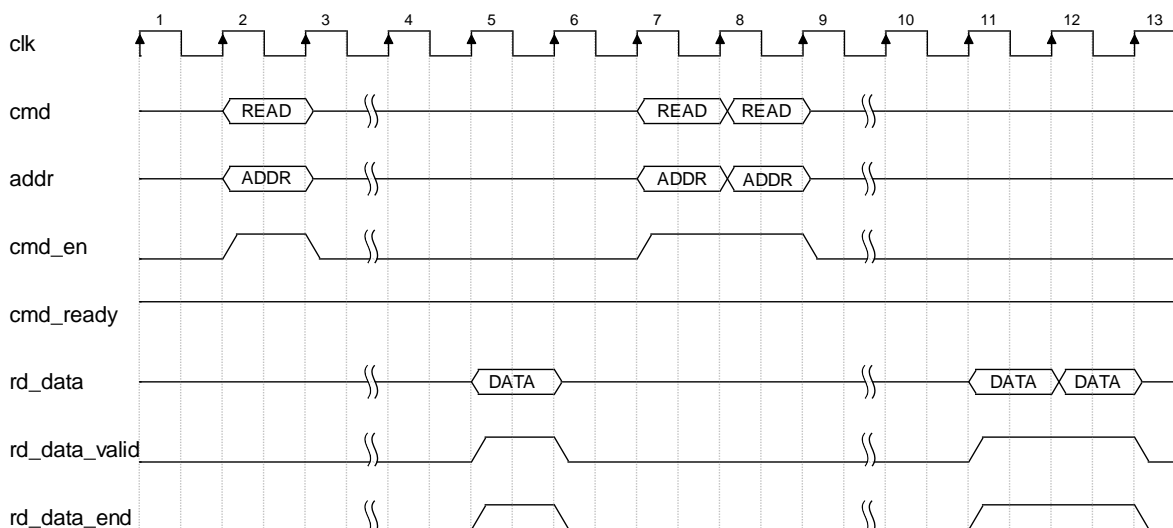 1 2 3 4 5 6 7 8 9 10 11 12 13
clk
cmd READ READ READ
addr ADDR ADDR ADDR
cmd_en
cmd_ready
rd_data DATA DATA DATA
rd_data_valid
rd_data_end